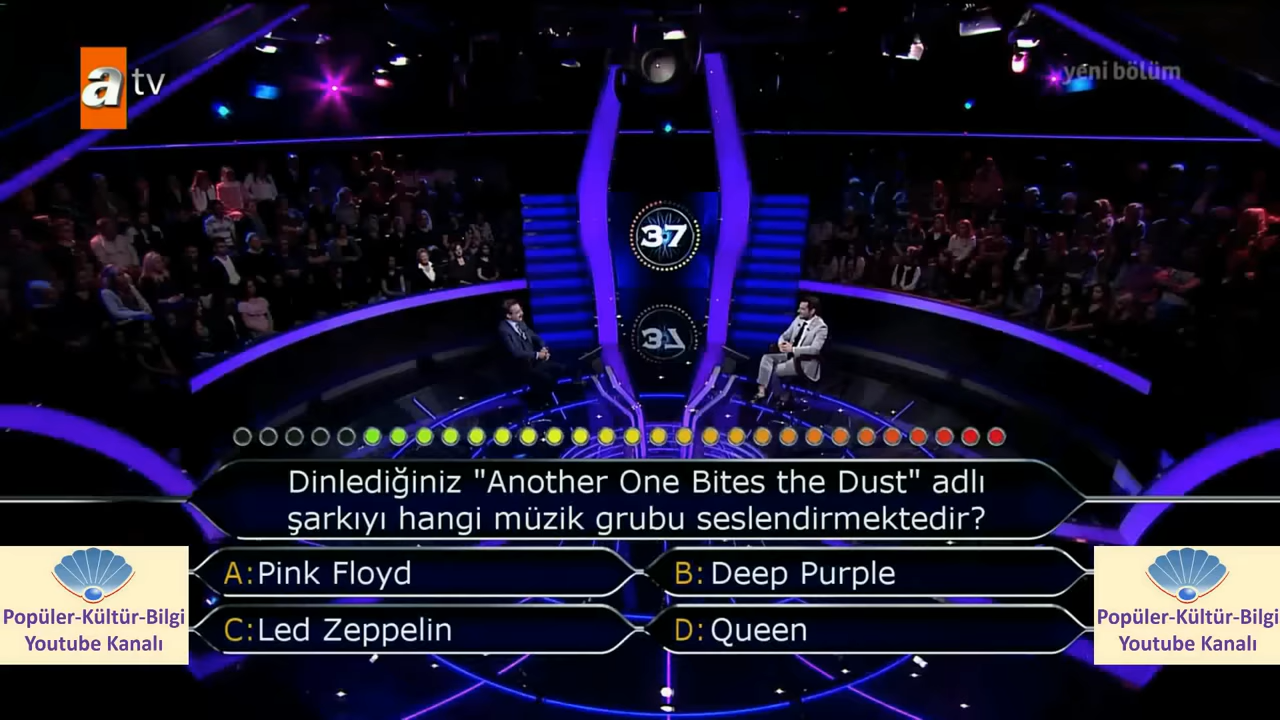 a tv
yeni bölüm
37
37
Dinlediğiniz "Another One Bites the Dust" adlı
şarkıyı hangi müzik grubu seslendirmektedir?
A: Pink Floyd
B: Deep Purple
C: Led Zeppelin
D: Queen
Popüler-Kültür-Bilgi
Youtube Kanalı
Popüler-Kültür-Bilgi
Youtube Kanalı